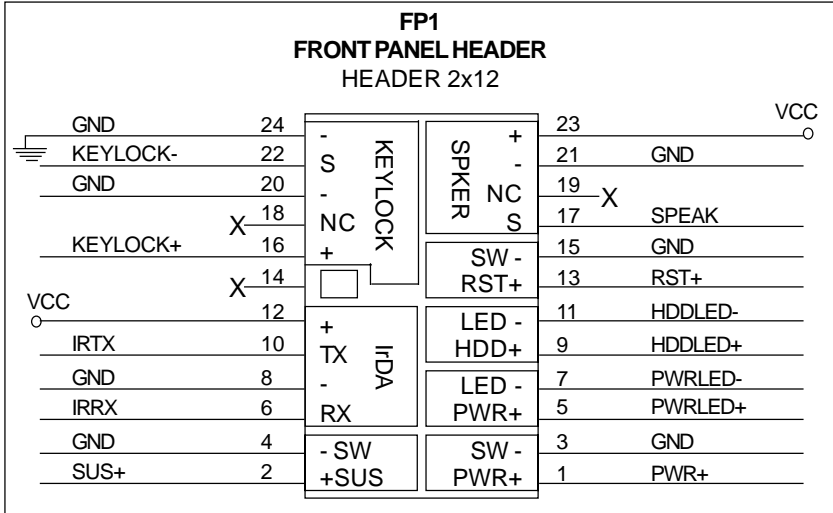 FP1
FRONT PANEL HEADER
HEADER 2x12
VCC
GND 24 - + 23
KEYLOCK- 22 S - 21 GND
GND 20 - NC 19 X
X 18 NC S 17 SPEAK
KEYLOCK+ 16 + SW - 15 GND
X 14 RST+ 13 RST+
KEYLOCK
SPKER
VCC
12 + LED - 11 HDDLED-
IRTX 10 TX HDD+ 9 HDDLED+
GND 8 - LED - 7 PWRLED-
IRRX 6 RX PWR+ 5 PWRLED+
IrDA
GND 4 - SW SW - 3 GND
SUS+ 2 +SUS PWR+ 1 PWR+